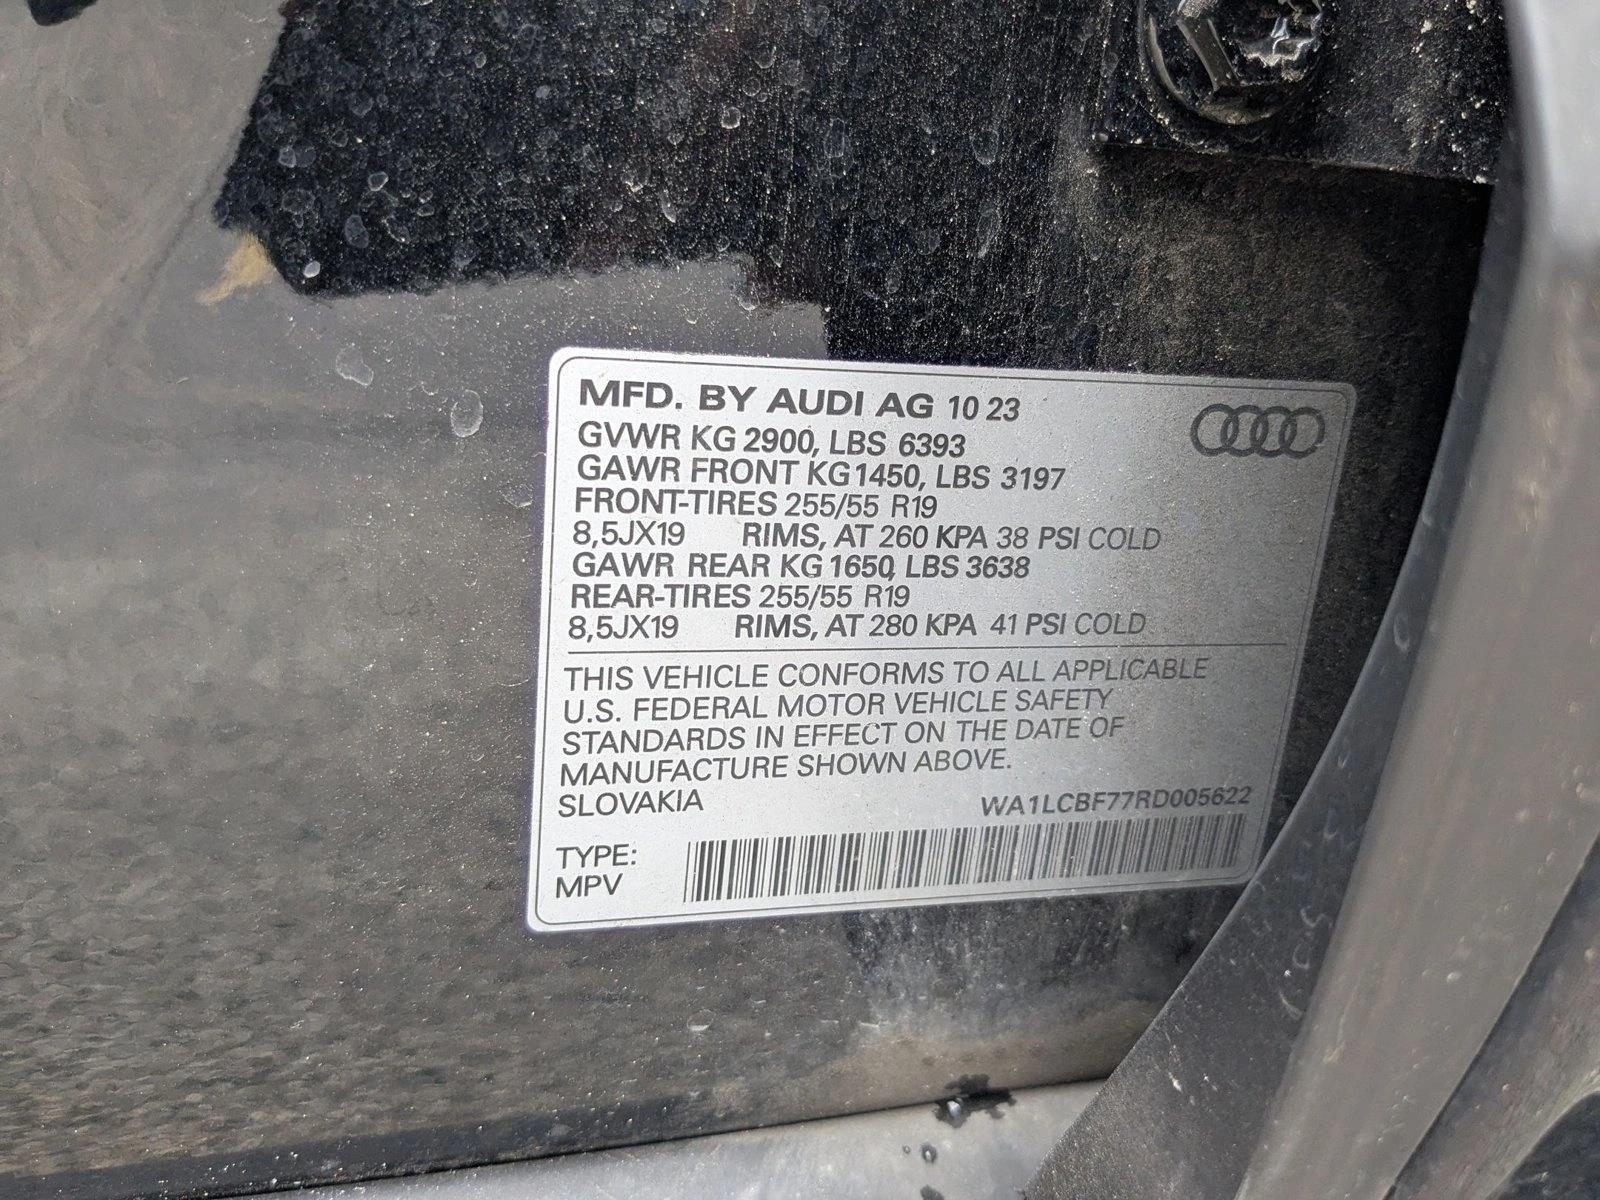 MFD. BY AUDI AG 10 23
GVWR KG 2900, LBS 6393
GAWR FRONT KG 1450, LBS 3197
FRONT-TIRES 255/55 R19
8,5JX19 RIMS, AT 260 KPA 38 PSI COLD
GAWR REAR KG 1650, LBS 3638
REAR-TIRES 255/55 R19
8,5JX19 RIMS, AT 280 KPA 41 PSI COLD
THIS VEHICLE CONFORMS TO ALL APPLICABLE
U.S. FEDERAL MOTOR VEHICLE SAFETY
STANDARDS IN EFFECT ON THE DATE OF
MANUFACTURE SHOWN ABOVE.
SLOVAKIA WA1LCBF77RD005622
TYPE:
MPV